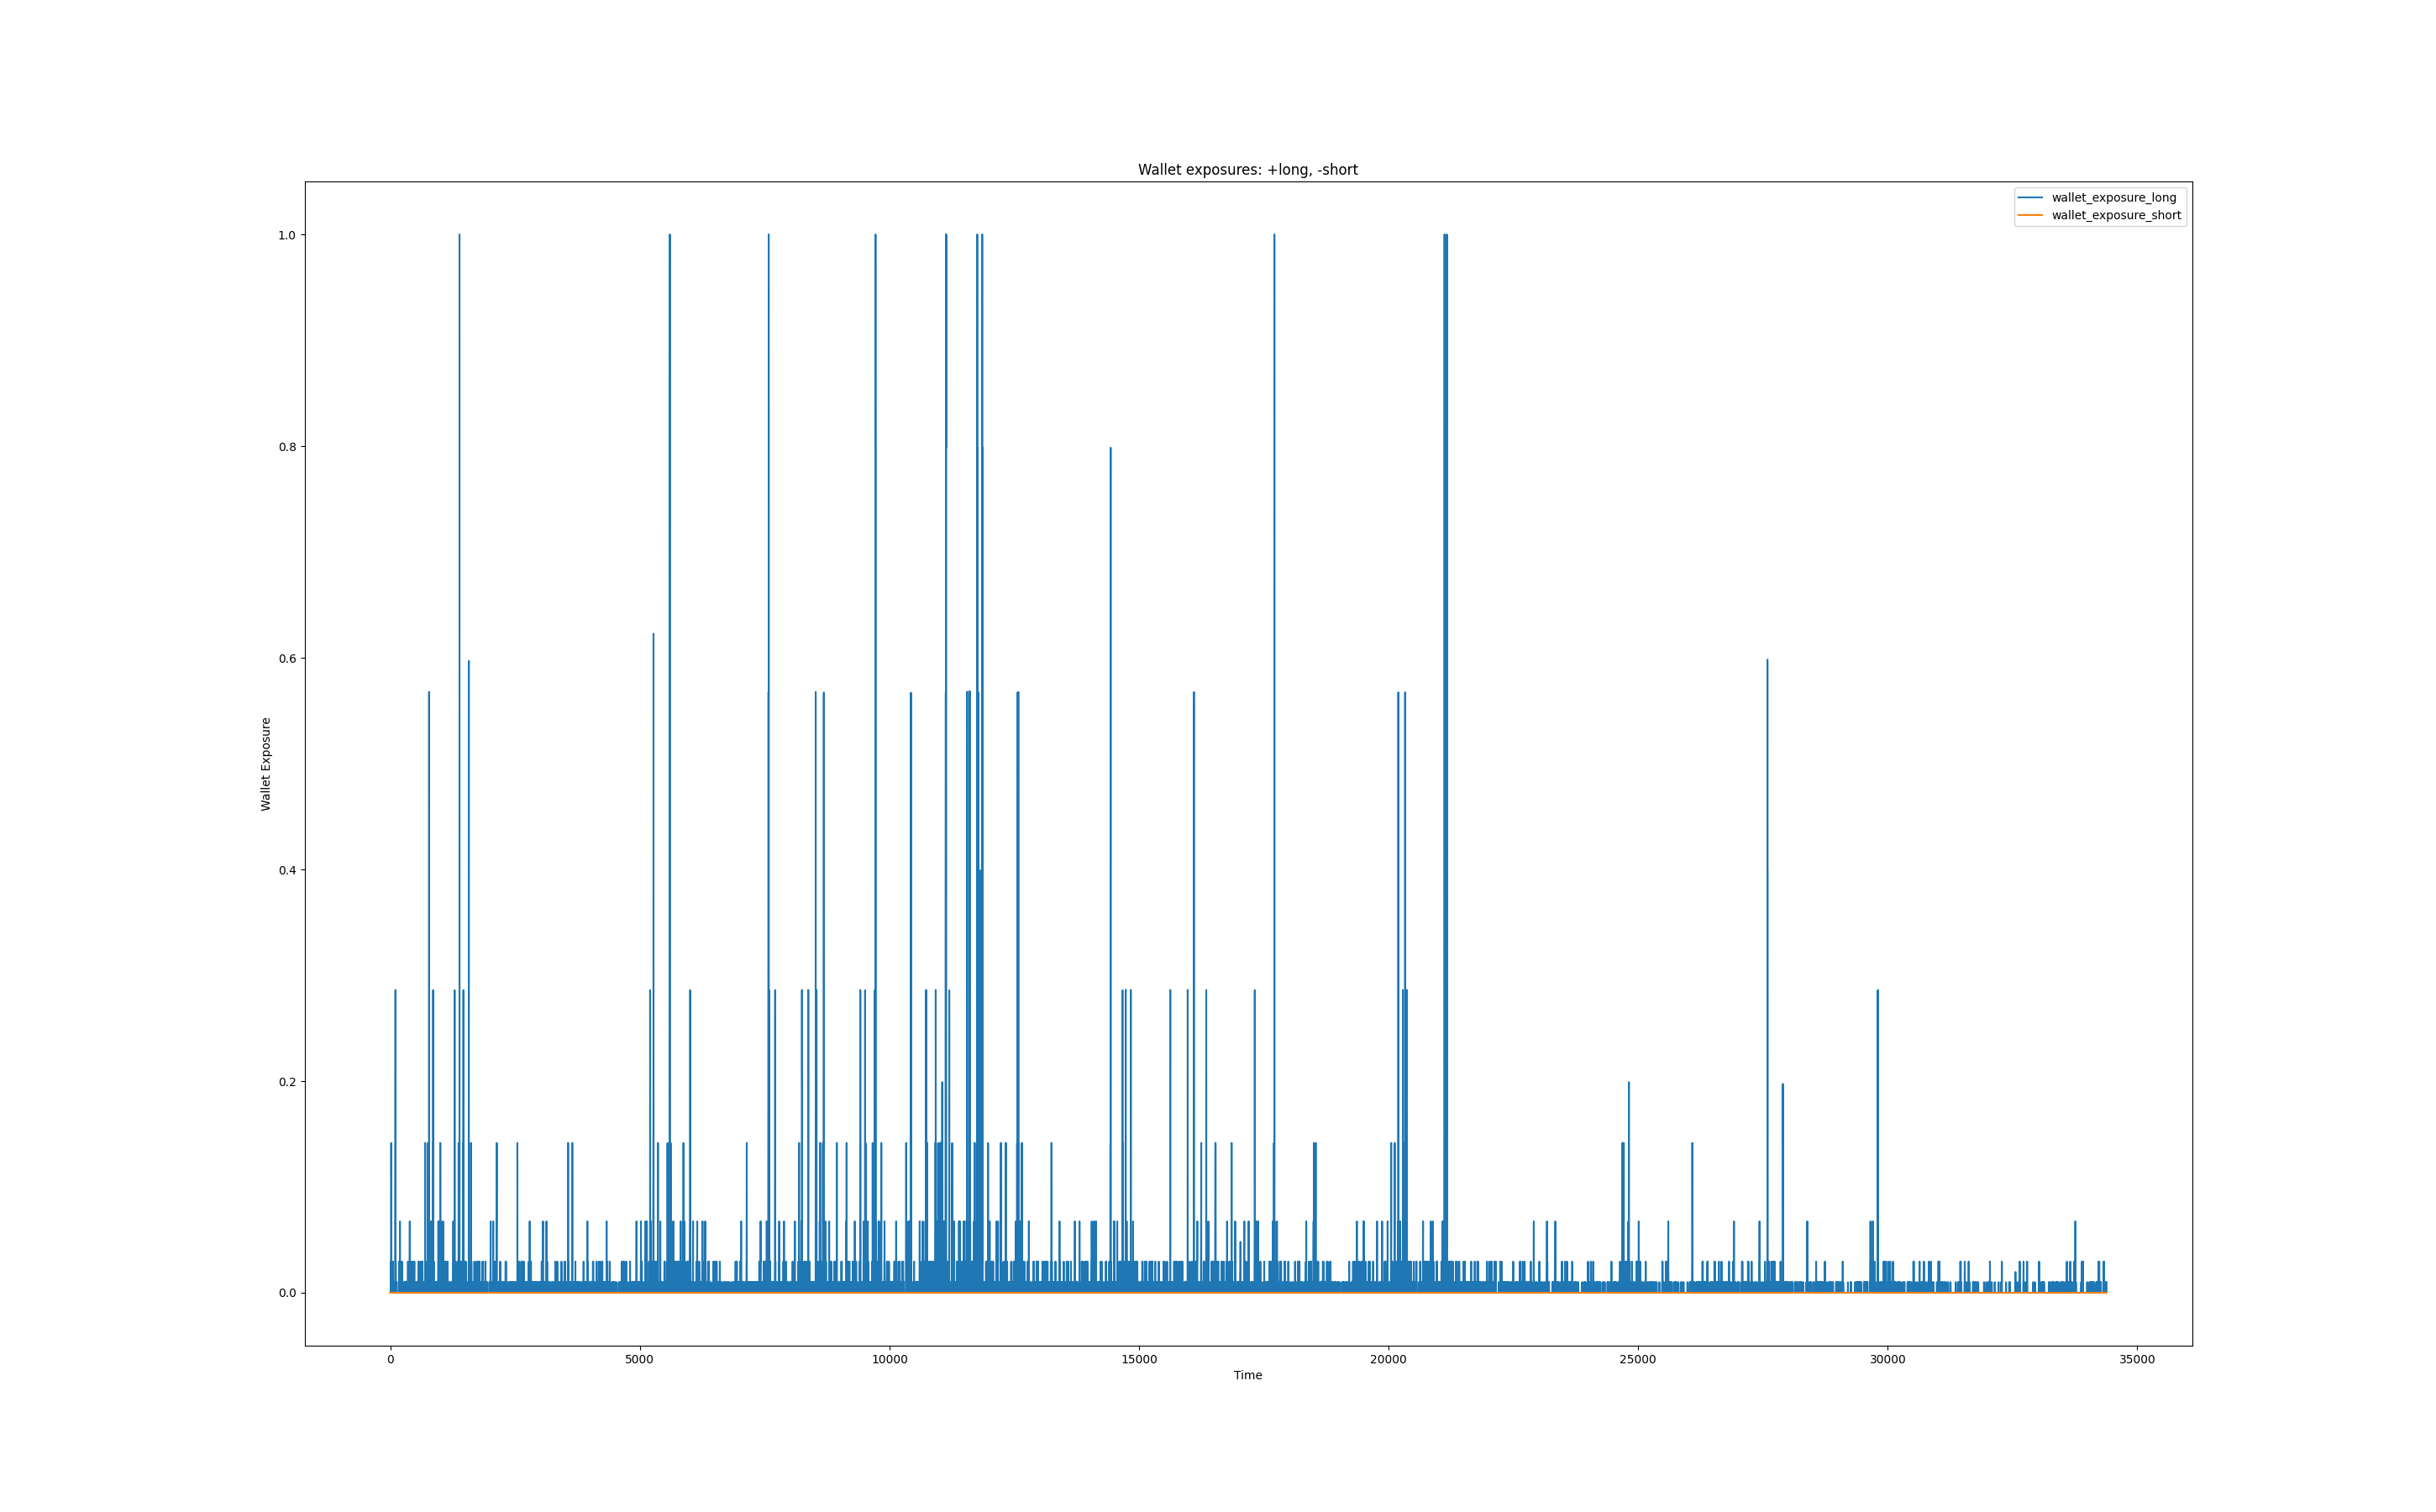 Wallet exposures: +long, -short
wallet_exposure_long
wallet_exposure_short
1.0
0.8
0.6
0.4
0.2
0.0
Wallet Exposure
0 5000 10000 15000 20000 25000 30000 35000
Time